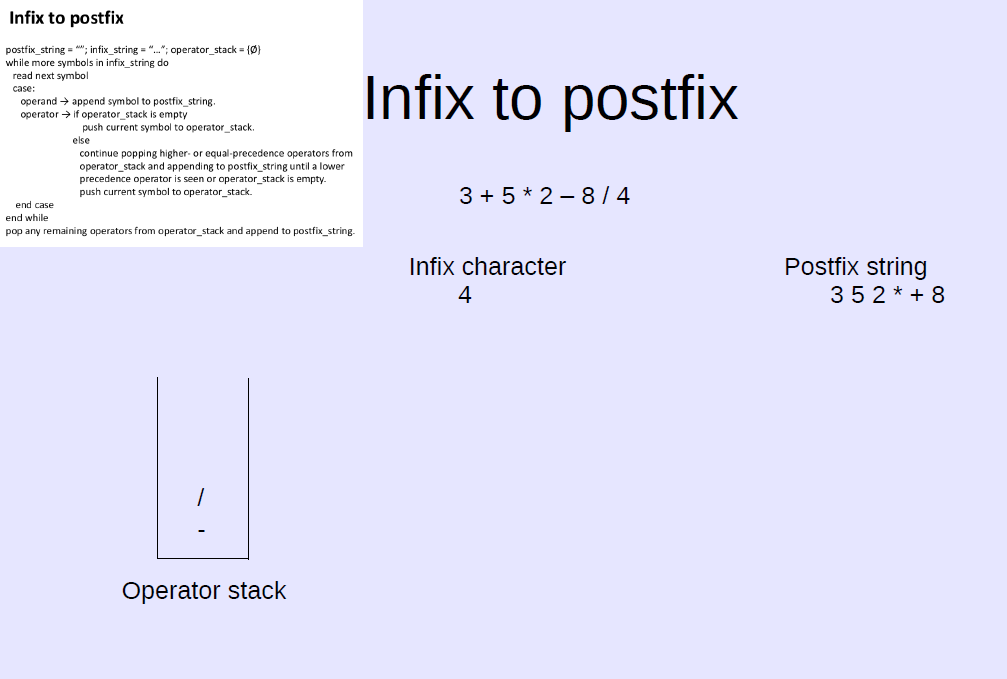 Infix to postfix
postfix_string = “”; infix_string = “…”; operator_stack = {Ø}
while more symbols in infix_string do
read next symbol
case:
operand → append symbol to postfix_string.
operator → if operator_stack is empty
push current symbol to operator_stack.
else
continue popping higher- or equal-precedence operators from
operator_stack and appending to postfix_string until a lower
precedence operator is seen or operator_stack is empty.
push current symbol to operator_stack.
end case
end while
pop any remaining operators from operator_stack and append to postfix_string.
Infix to postfix
3 + 5 * 2 – 8 / 4
Infix character
4
Postfix string
3 5 2 * + 8
/
-
Operator stack